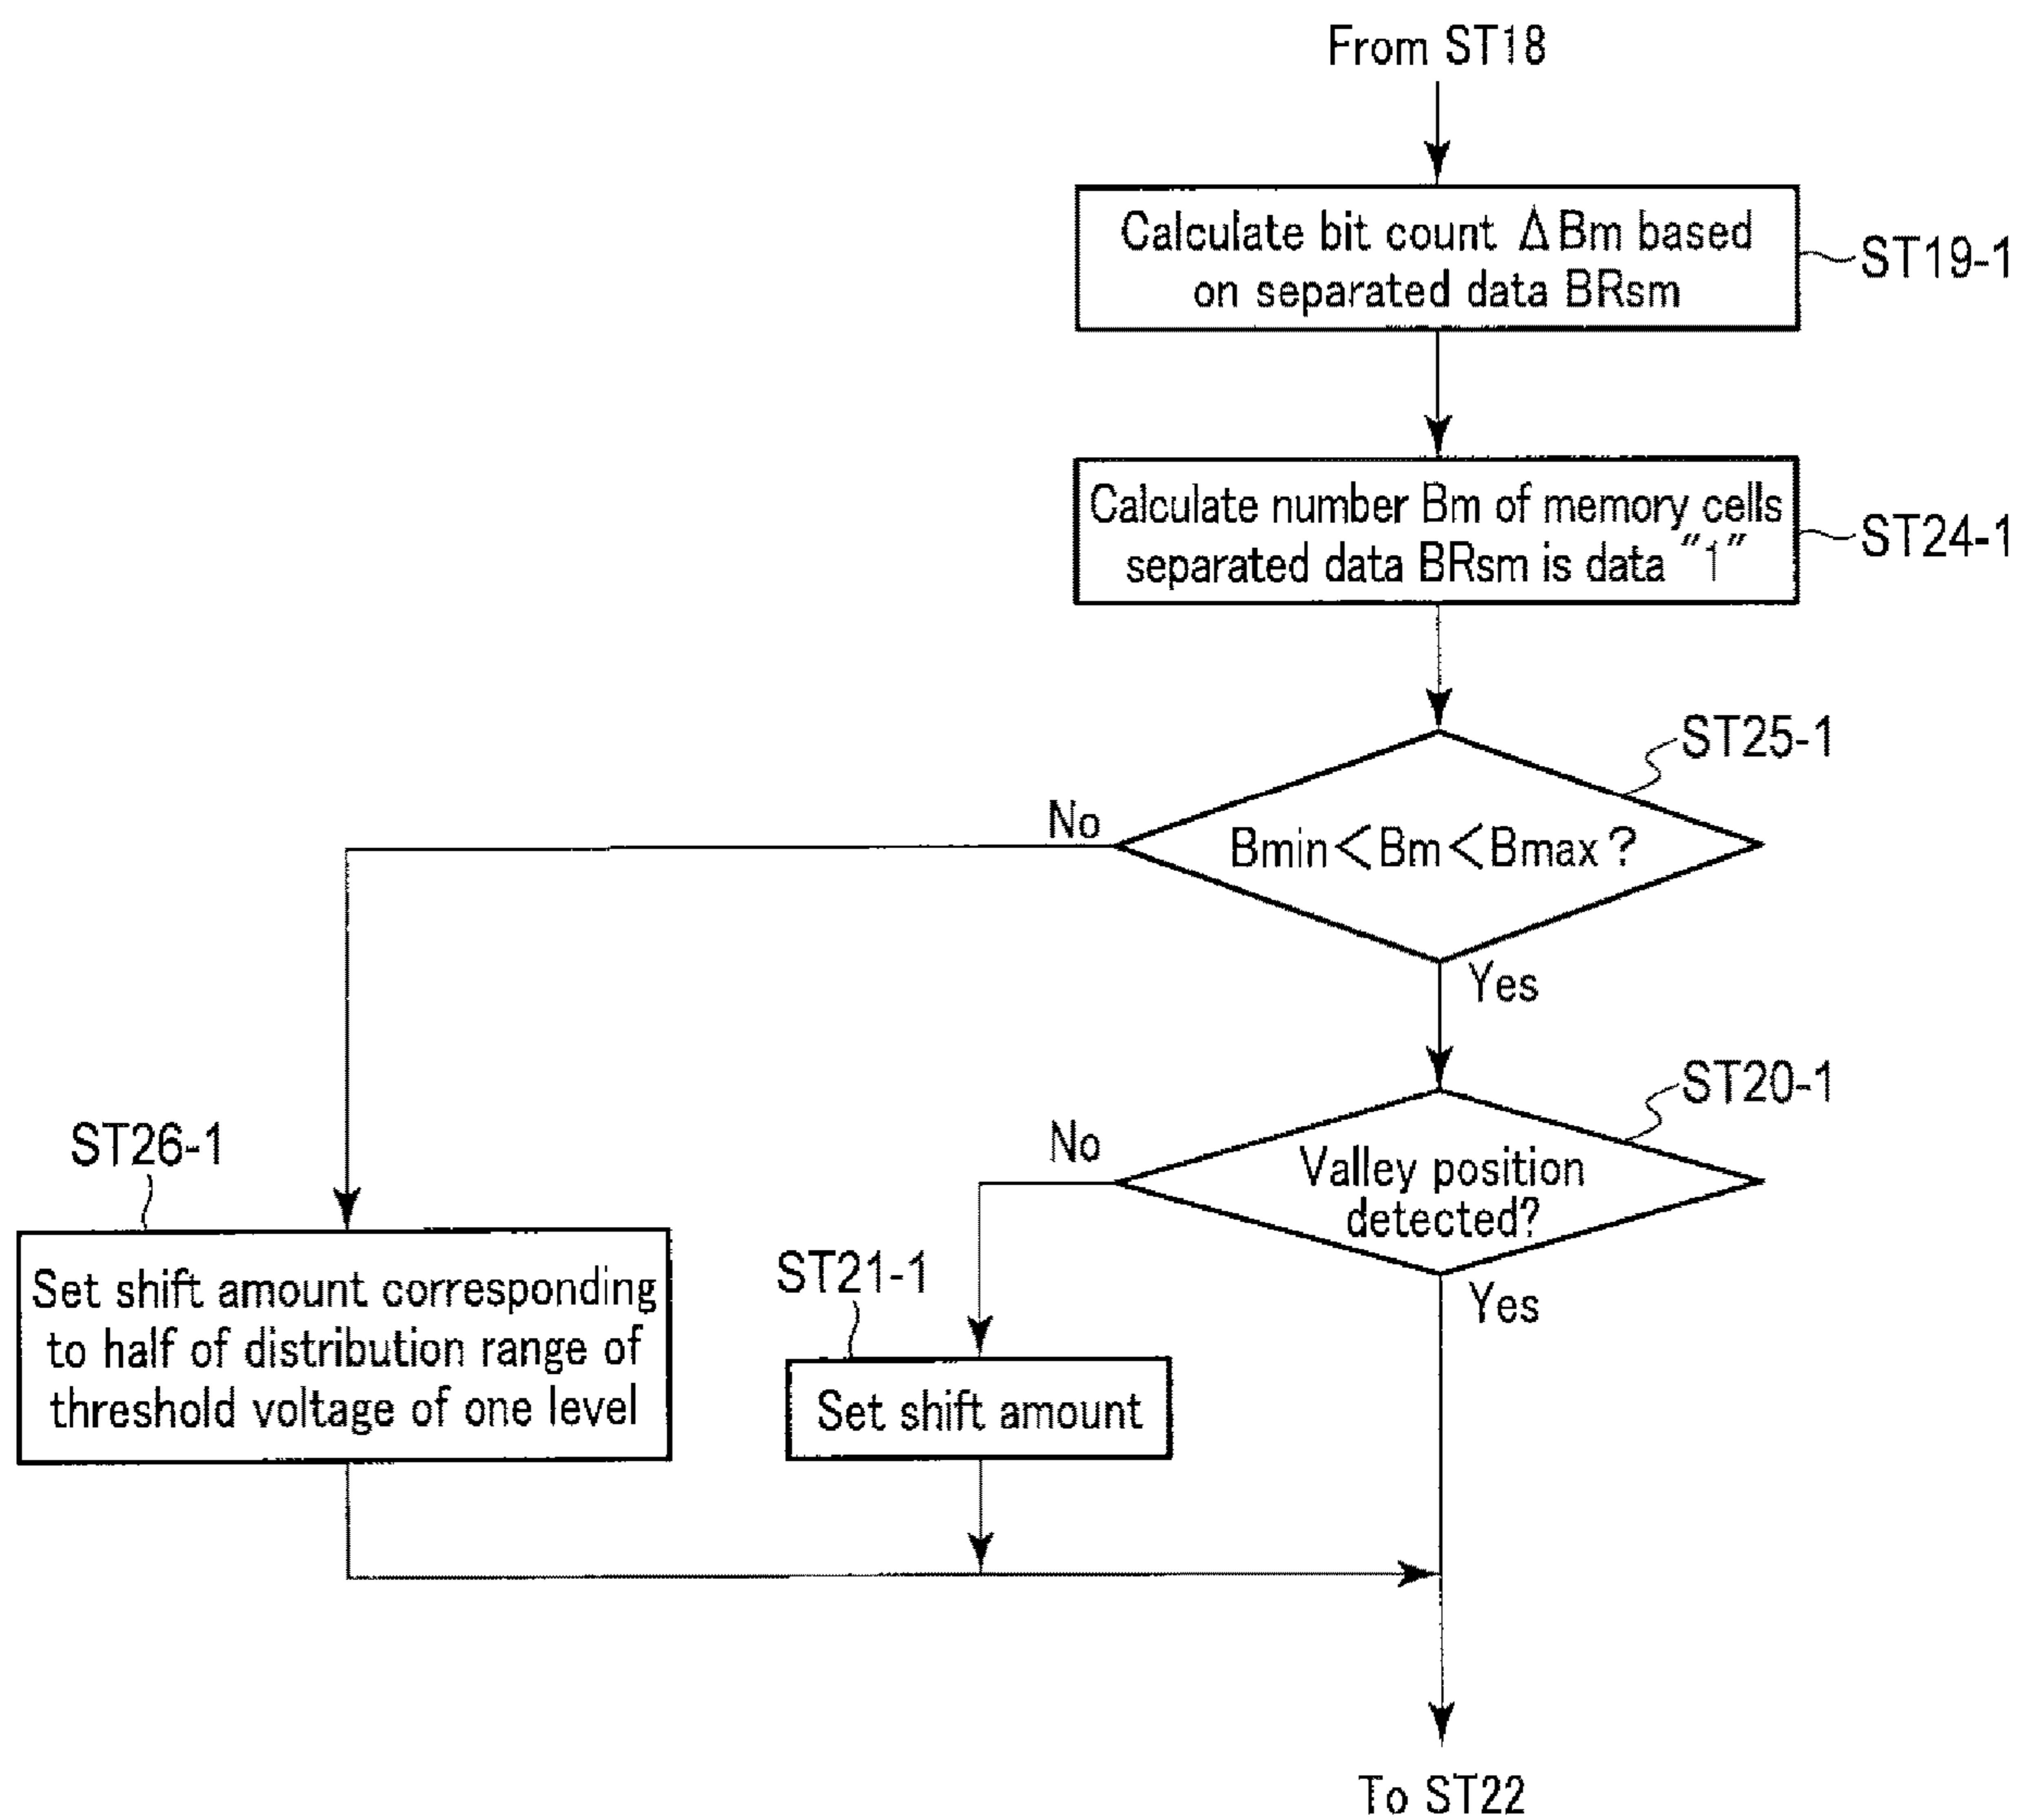 From ST18
Calculate bit count ΔBm based
on separated data BRsm
ST19-1
Calculate number Bm of memory cells
separated data BRsm is data "1"
ST24-1
ST25-1
No
Bmin<Bm<Bmax?
Yes
ST20-1
No
Valley position
detected?
Yes
ST26-1
Set shift amount corresponding
to half of distribution range of
threshold voltage of one level
ST21-1
Set shift amount
To ST22